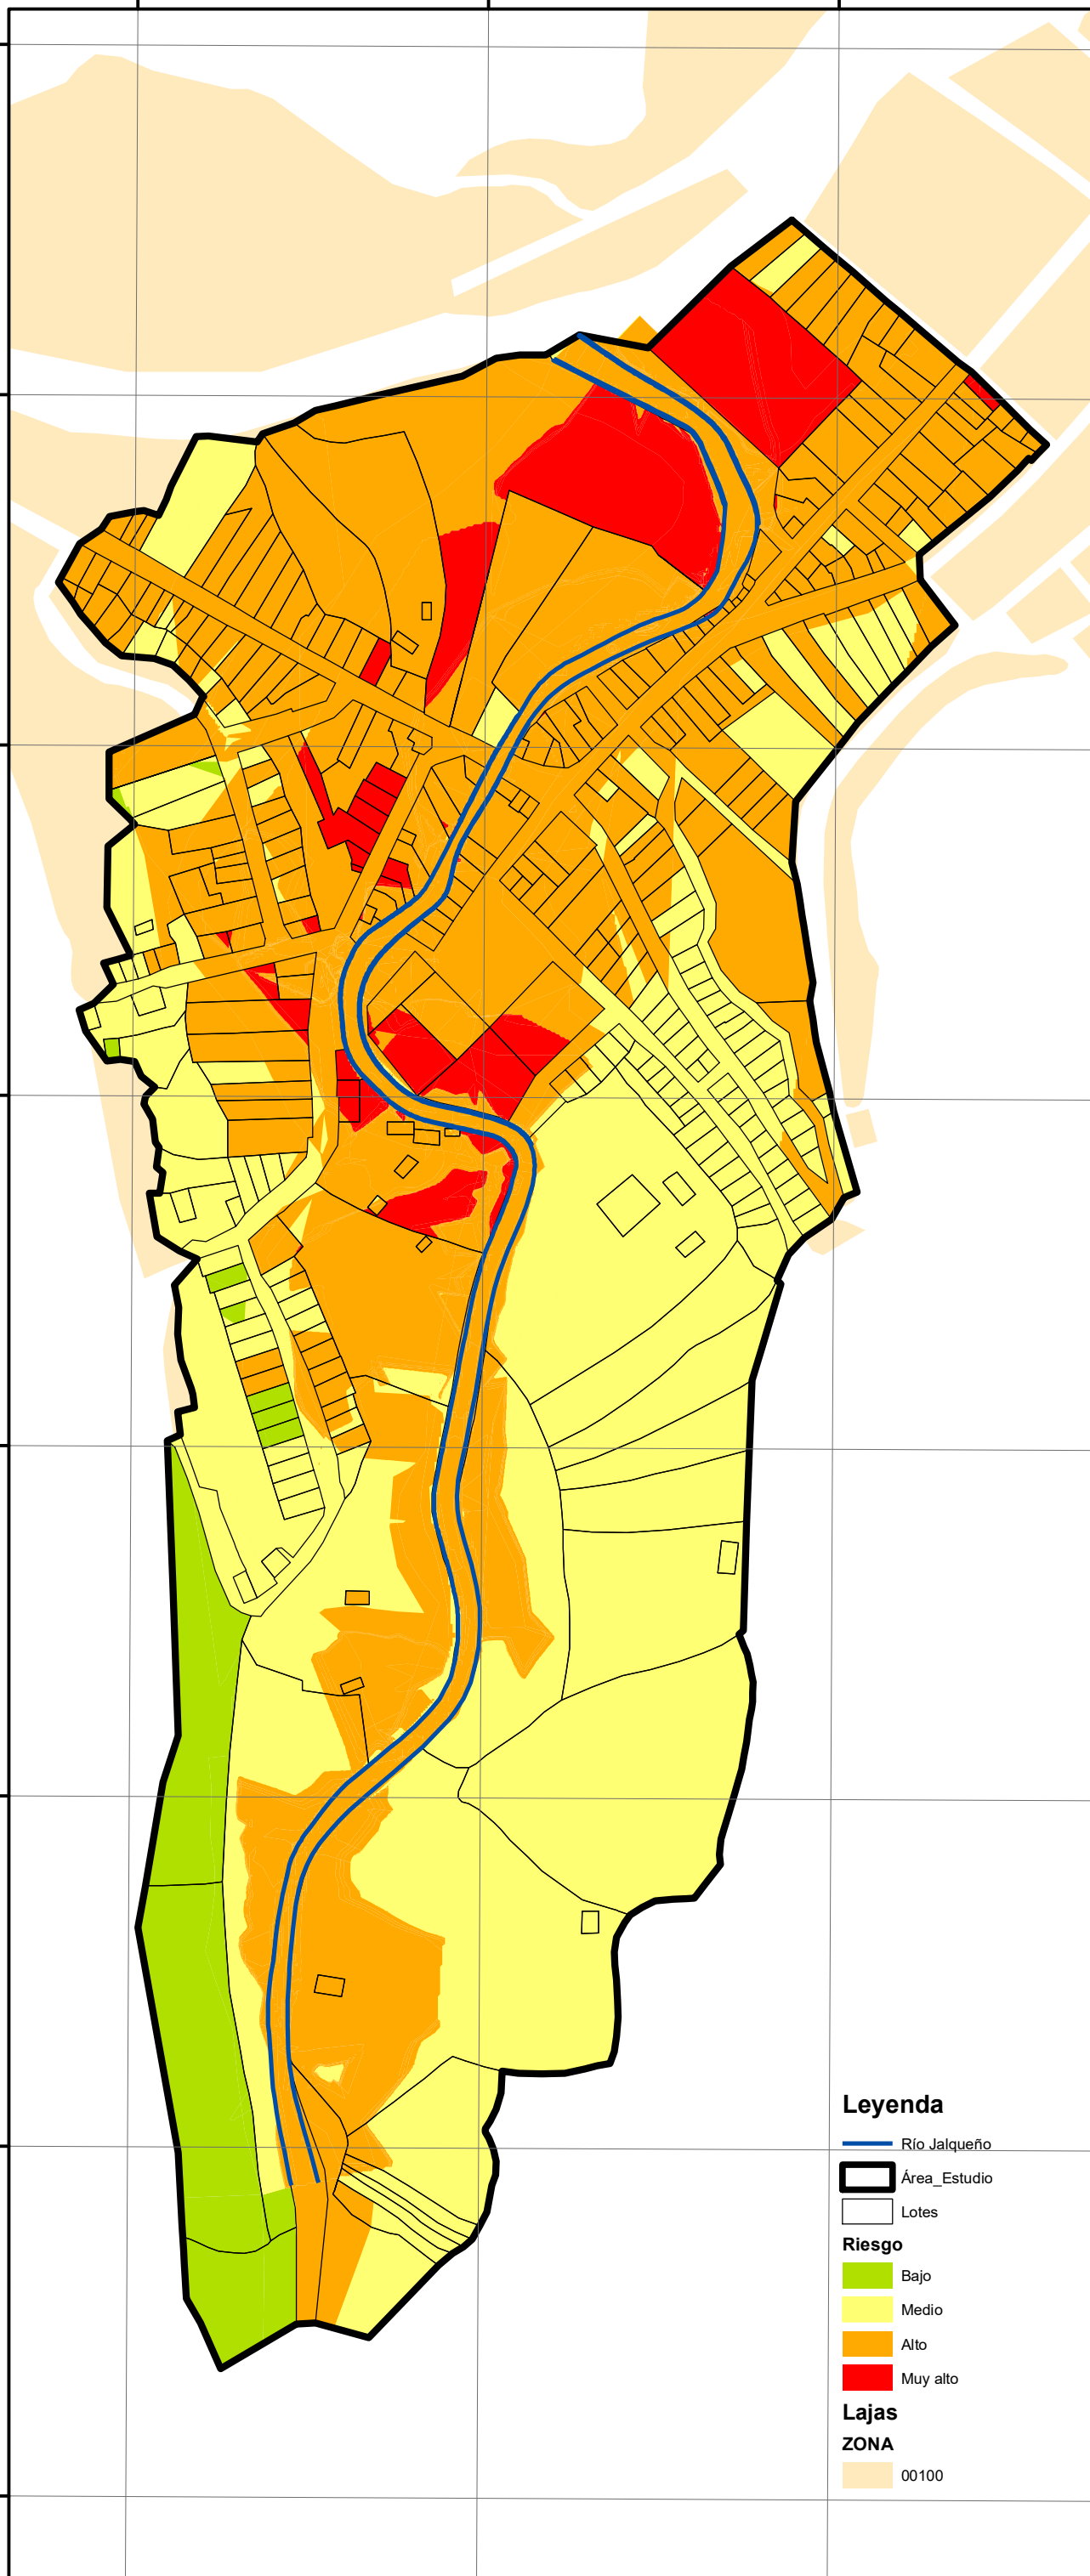 Leyenda
Río Jalqueño
Área_Estudio
Lotes
Riesgo
Bajo
Medio
Alto
Muy alto
Lajas
ZONA
00100